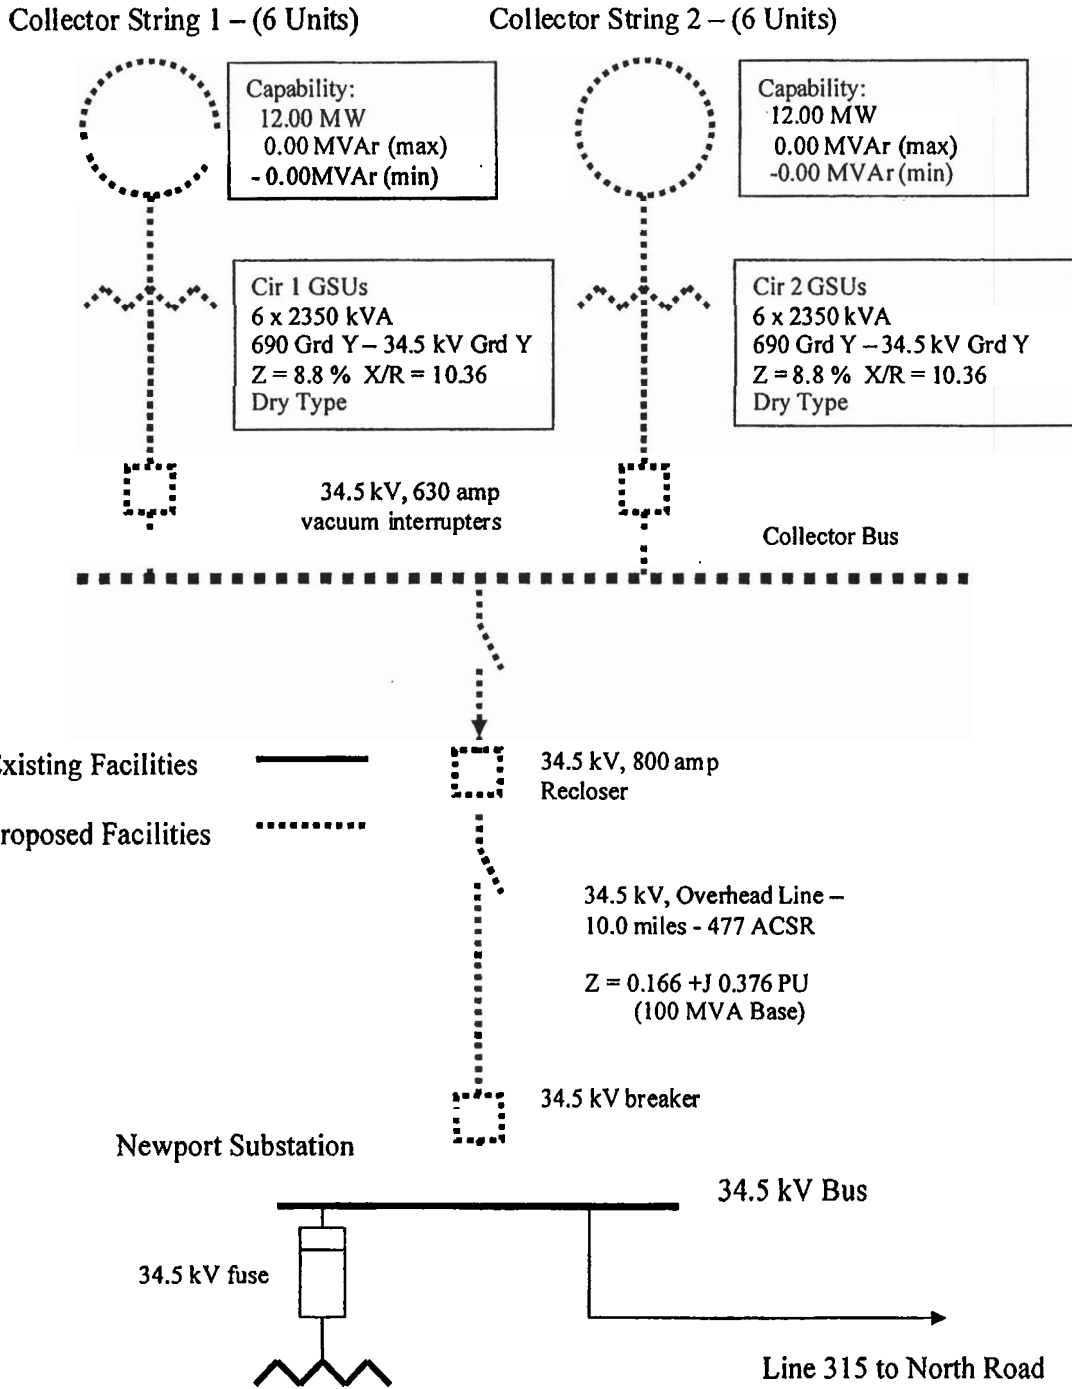 Collector String 1 – (6 Units)
Collector String 2 – (6 Units)
Capability:
12.00 MW
0.00 MVAr (max)
- 0.00MVAr (min)
Capability:
12.00 MW
0.00 MVAr (max)
-0.00 MVAr (min)
Cir 1 GSUs
6 x 2350 kVA
690 Grd Y – 34.5 kV Grd Y
Z = 8.8 % X/R = 10.36
Dry Type
Cir 2 GSUs
6 x 2350 kVA
690 Grd Y – 34.5 kV Grd Y
Z = 8.8 % X/R = 10.36
Dry Type
34.5 kV, 630 amp
vacuum interrupters
Collector Bus
xisting Facilities
34.5 kV, 800 amp
Recloser
roposed Facilities
34.5 kV, Overhead Line –
10.0 miles - 477 ACSR
Z = 0.166 +J 0.376 PU
(100 MVA Base)
34.5 kV breaker
Newport Substation
34.5 kV Bus
34.5 kV fuse
Line 315 to North Road